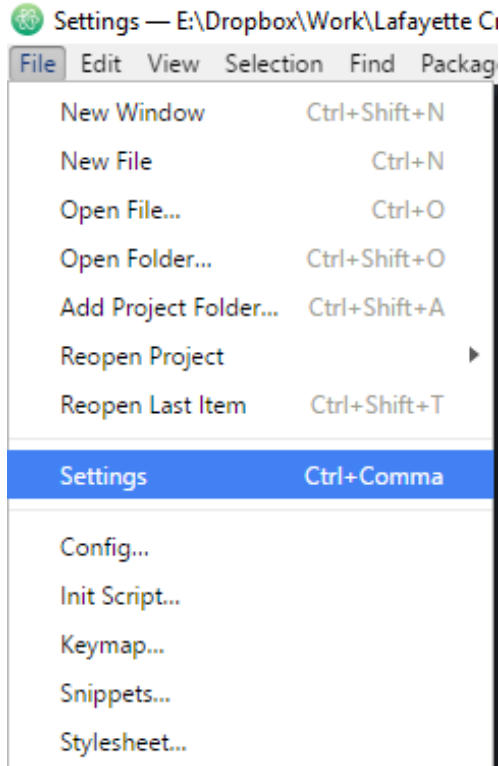 Settings — E:\Dropbox\Work\Lafayette
File Edit View Selection Find
New Window Ctrl+Shift+N
New File Ctrl+N
Open File... Ctrl+O
Open Folder... Ctrl+Shift+O
Add Project Folder... Ctrl+Shift+A
Reopen Project
Reopen Last Item Ctrl+Shift+T
Settings Ctrl+Comma
Config...
Init Script...
Keymap...
Snippets...
Stylesheet...